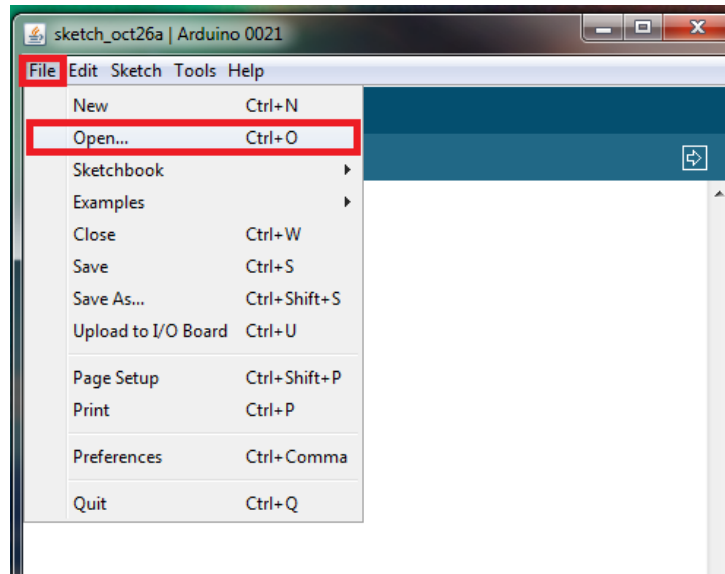 sketch_oct26a | Arduino 0021
File Edit Sketch Tools Help
New Ctrl+N
Open... Ctrl+O
Sketchbook
Examples
Close Ctrl+W
Save Ctrl+S
Save As... Ctrl+Shift+S
Upload to I/O Board Ctrl+U
Page Setup Ctrl+Shift+P
Print Ctrl+P
Preferences Ctrl+Comma
Quit Ctrl+Q